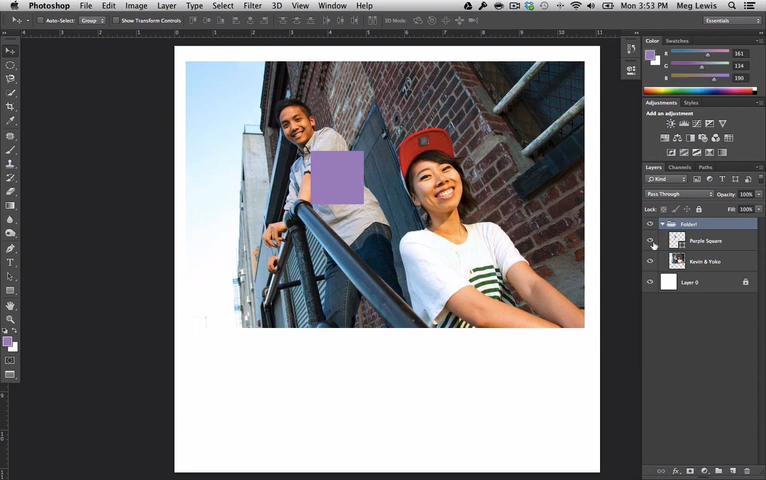 Photoshop File Edit Image Layer Type Select Filter 3D View Window Help Mon 3:53 PM Meg Lewis
Auto-Select: Group Show Transform Controls 3D Mode: Essentials
Color Swatches
R 161
G 134
B 190
Adjustments Styles
Add an adjustment
Layers Channels Paths
Kind
Pass Through Opacity: 100%
Lock: Fill: 100%
Folder!
Purple Square
Kevin & Yoko
Layer 0